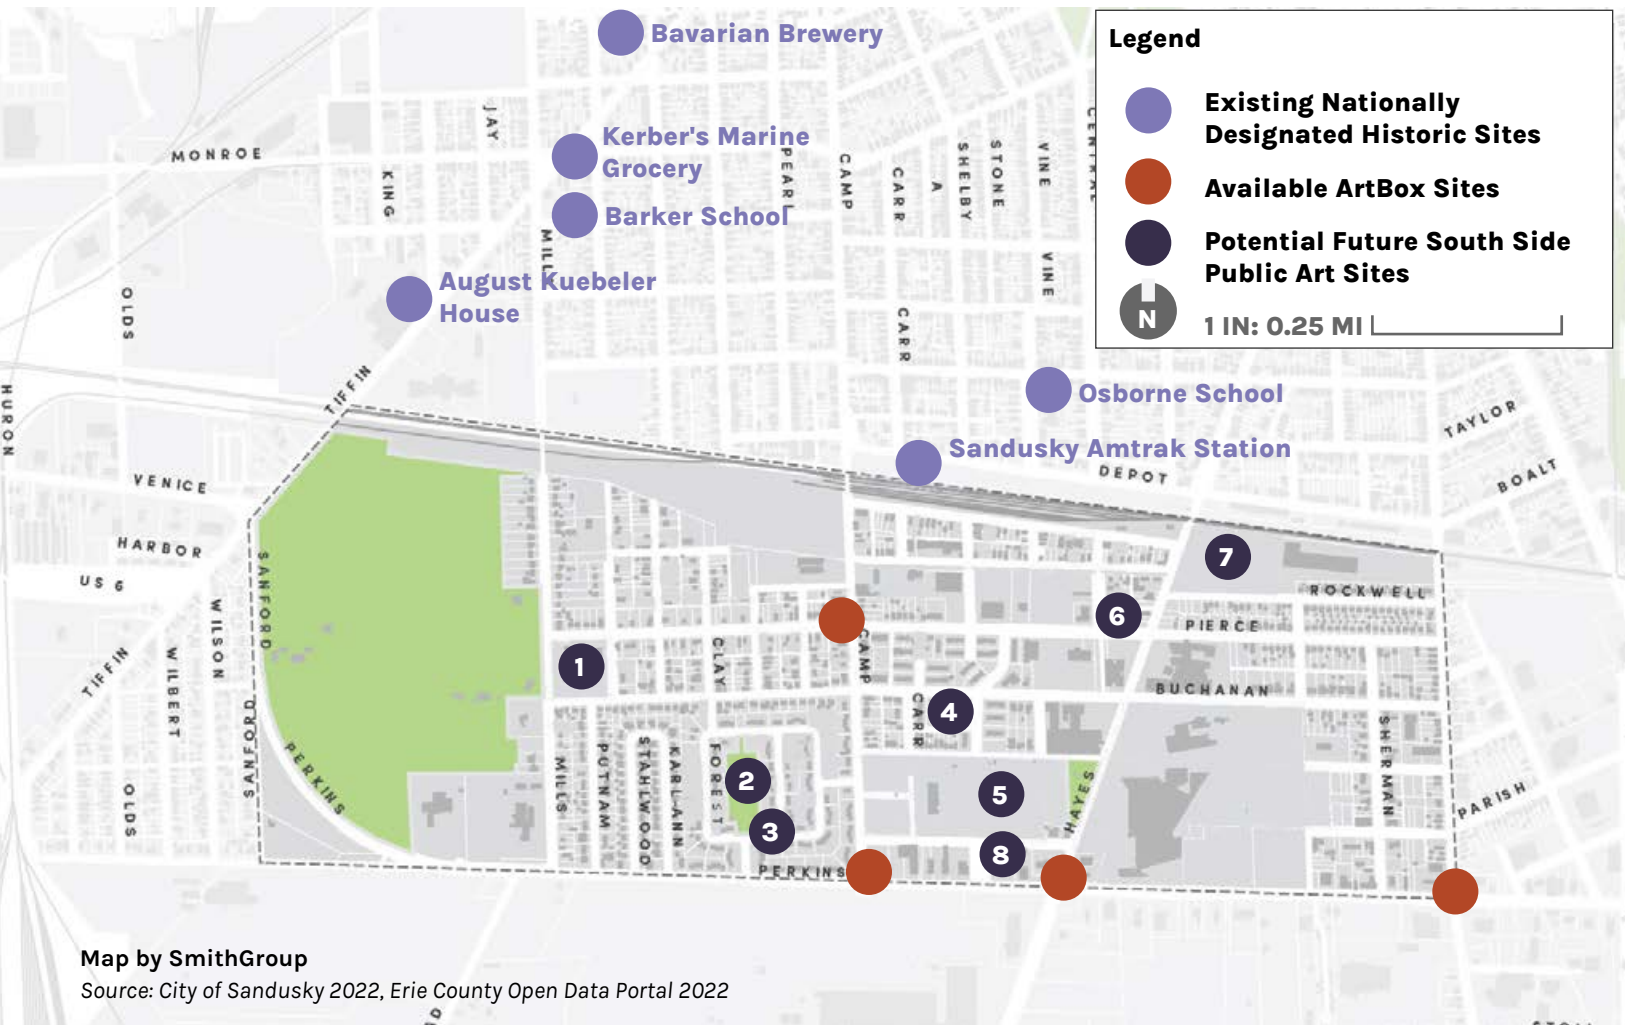 Bavarian Brewery
Legend
Existing Nationally
Designated Historic Sites
Available ArtBox Sites
Potential Future South Side
Public Art Sites
N
1 IN: 0.25 MI
JAY
MONROE
KING
Kerber's Marine
Grocery
Barker School
PEARL
CAMP
CARR
A
SHELBY
STONE
VINE
CENTRAL
MILLS
August Kuebeler
House
OLDS
VINE
CARR
TIFFIN
HURON
Osborne School
Sandusky Amtrak Station
DEPOT
TAYLOR
BOALT
VENICE
HARBOR
US 6
SANFORD
WILSON
WILBERT
TIFFIN
SANFORD
PERKINS
OLDS
7
ROCKWELL
6
PIERCE
1
CLAY
CAMP
BUCHANAN
CARR
4
MILLS
PUTNAM
STAHLWOOD
KARL-ANN
FOREST
2
3
5
HAYES
SHERMAN
PARISH
8
PERKINS
Map by SmithGroup
Source: City of Sandusky 2022, Erie County Open Data Portal 2022